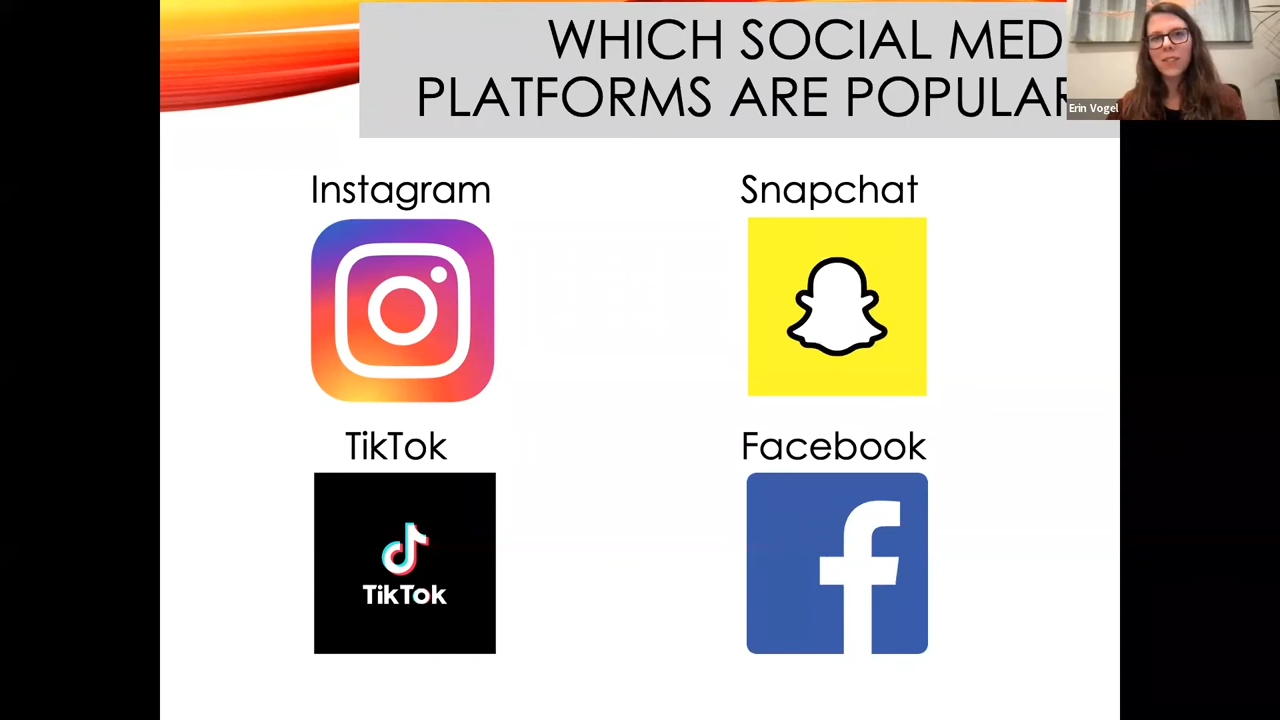 WHICH SOCIAL MED
PLATFORMS ARE POPULAR
Erin Vogel
Instagram
Snapchat
TikTok
Facebook
TikTok